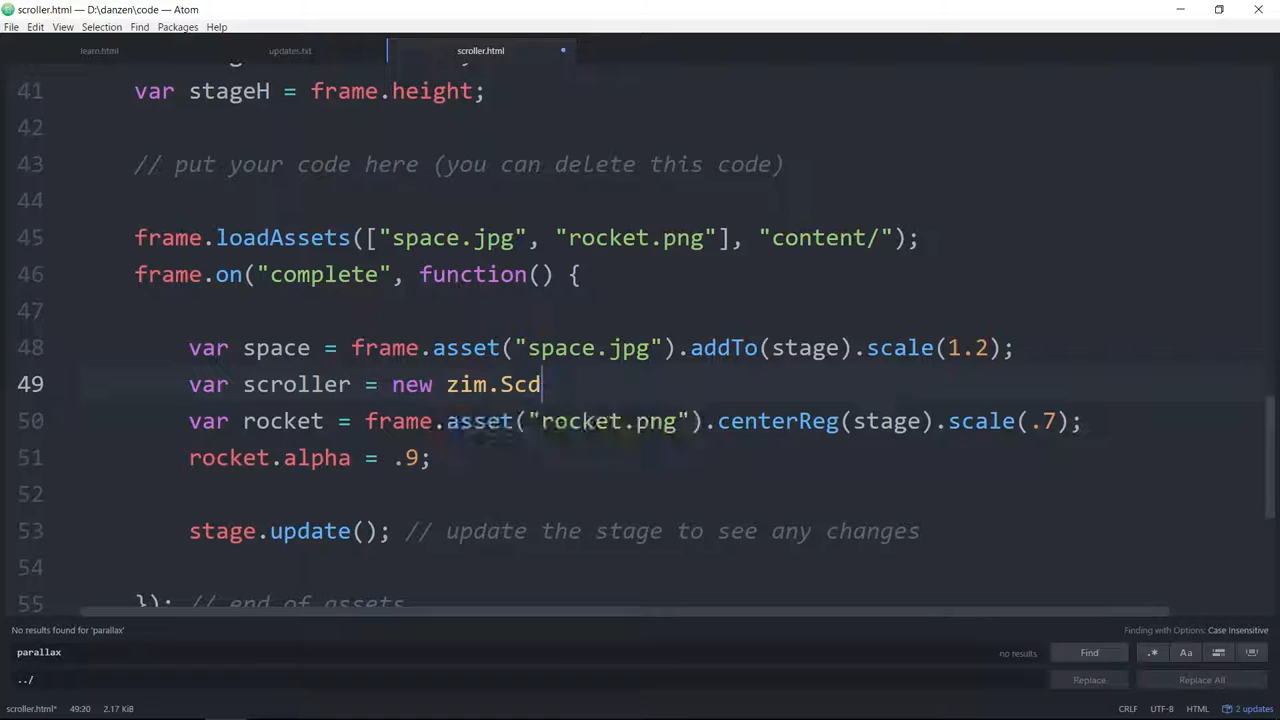 scroller.html — D:\danzen\code — Atom
File Edit View Selection Find Packages Help
learn.html updates.txt scroller.html
41 var stageH = frame.height;
42
43 // put your code here (you can delete this code)
44
45 frame.loadAssets(["space.jpg", "rocket.png"], "content/");
46 frame.on("complete", function() {
47
48 var space = frame.asset("space.jpg").addTo(stage).scale(1.2);
49 var scroller = new zim.Scd
50 var rocket = frame.asset("rocket.png").centerReg(stage).scale(.7);
51 rocket.alpha = .9;
52
53 stage.update(); // update the stage to see any changes
54
55 }); // end of assets
No results found for 'parallax' Finding with Options: Case Insensitive
parallax no results Find .* Aa
../ Replace Replace All
scroller.html* 49:20 2.17 KiB CRLF UTF-8 HTML 2 updates